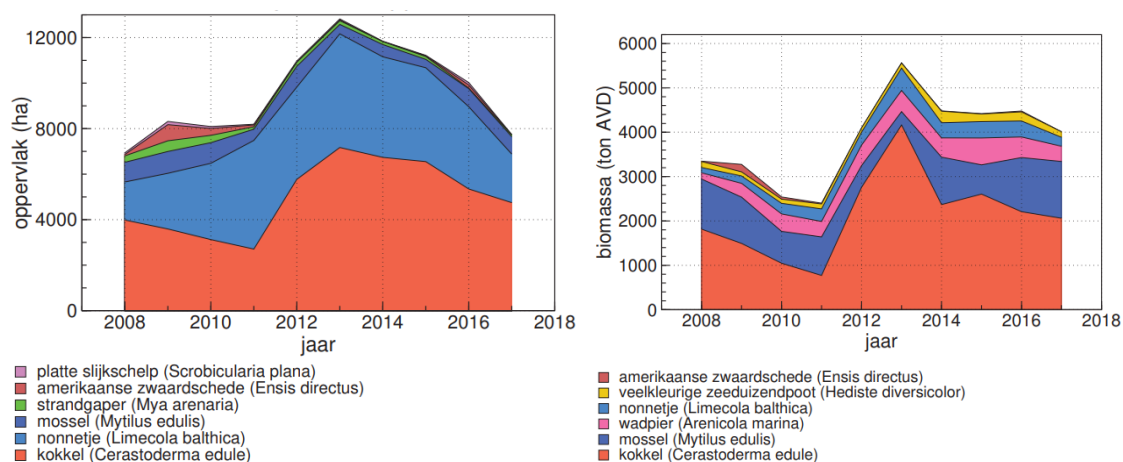 oppervlak (ha)
12000
8000
4000
0
2008
2010
2012
2014
2016
2018
jaar
platte slijkschelp (Scrobicularia plana)
amerikaanse zwaardschede (Ensis directus)
strandgaper (Mya arenaria)
mossel (Mytilus edulis)
nonnetje (Limecola balthica)
kokkel (Cerastoderma edule)
biomassa (ton AVD)
6000
5000
4000
3000
2000
1000
0
2008
2010
2012
2014
2016
2018
jaar
amerikaanse zwaardschede (Ensis directus)
veelkleurige zeeduizendpoot (Hediste diversicolor)
nonnetje (Limecola balthica)
wadpier (Arenicola marina)
mossel (Mytilus edulis)
kokkel (Cerastoderma edule)